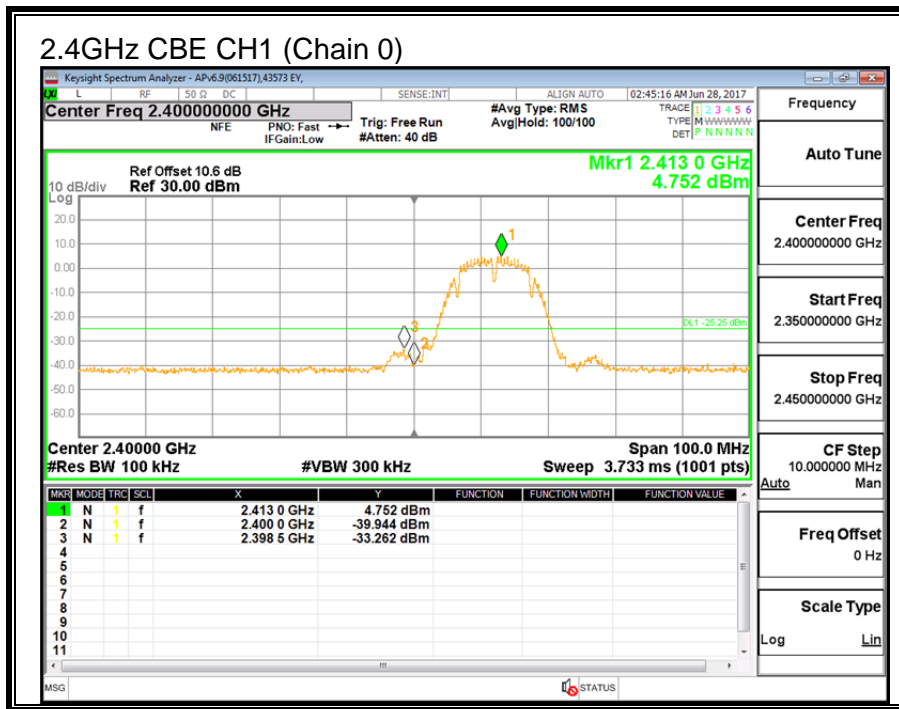 2.4GHz CBE CH1 (Chain 0)
Keysight Spectrum Analyzer - APv6.9(061517),43573 EY,
LXI L RF 50 Ω DC SENSE:INT ALIGN AUTO 02:45:16 AM Jun 28, 2017
Center Freq 2.400000000 GHz #Avg Type: RMS TRACE 1 2 3 4 5 6
NFE PNO: Fast Trig: Free Run Avg|Hold: 100/100 TYPE M WWWWW
IFGain:Low #Atten: 40 dB DET P N N N N N
Mkr1 2.413 0 GHz
Ref Offset 10.6 dB
10 dB/div Ref 30.00 dBm 4.752 dBm
Log
20.0
10.0
0.00
-10.0
-20.0
-30.0
-40.0
-50.0
-60.0
1
DL1 -25.25 dBm
3
2
Center 2.40000 GHz Span 100.0 MHz
#Res BW 100 kHz #VBW 300 kHz Sweep 3.733 ms (1001 pts)
MKR MODE TRC SCL X Y FUNCTION FUNCTION WIDTH FUNCTION VALUE
1 N 1 f 2.413 0 GHz 4.752 dBm
2 N 1 f 2.400 0 GHz -39.944 dBm
3 N 1 f 2.398 5 GHz -33.262 dBm
4
5
6
7
8
9
10
11
MSG STATUS
Frequency
Auto Tune
Center Freq
2.400000000 GHz
Start Freq
2.350000000 GHz
Stop Freq
2.450000000 GHz
CF Step
10.000000 MHz
Auto Man
Freq Offset
0 Hz
Scale Type
Log Lin